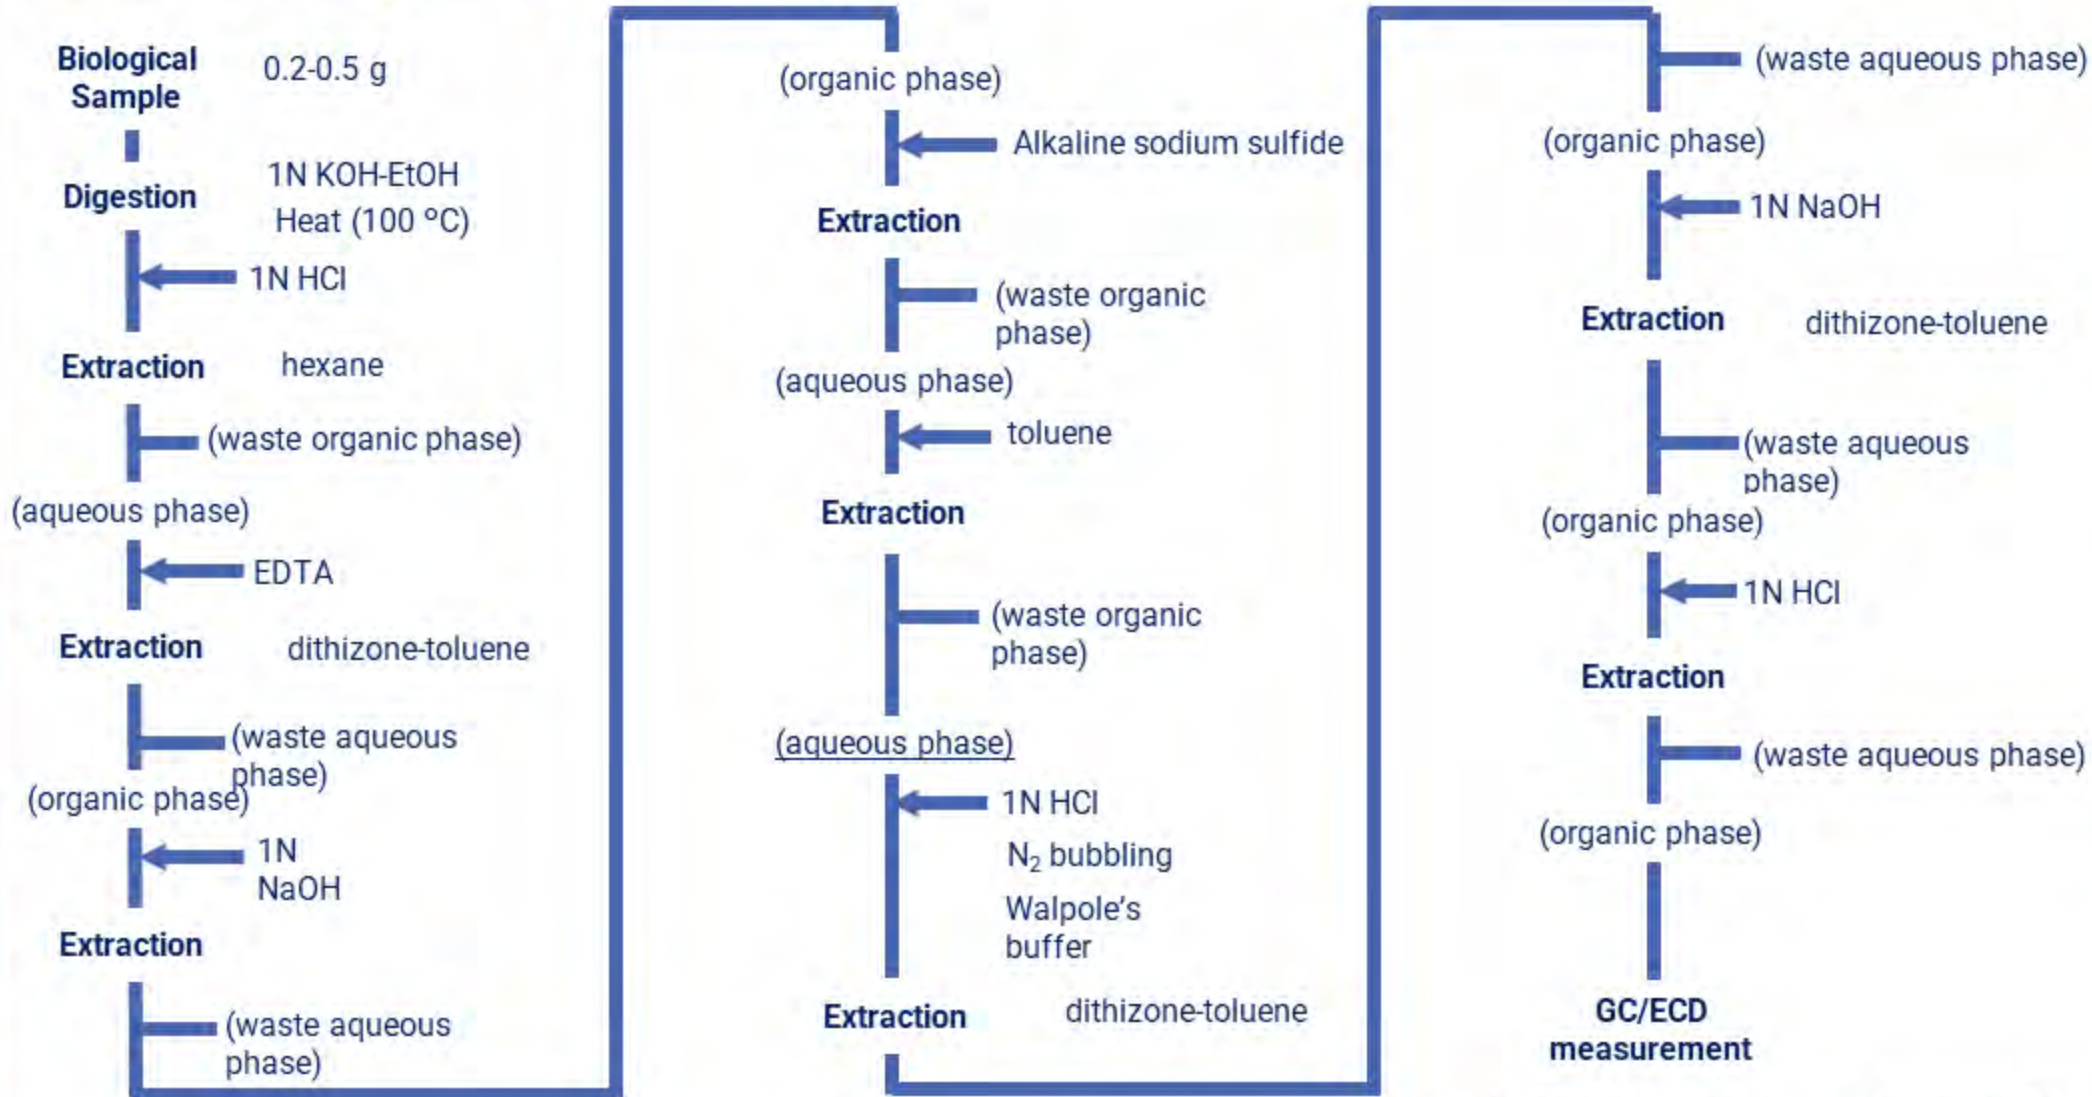 Biological
Sample
0.2-0.5 g
Digestion
1N KOH-EtOH
Heat (100 ºC)
1N HCl
Extraction
hexane
(waste organic phase)
(aqueous phase)
EDTA
Extraction
dithizone-toluene
(waste aqueous
phase)
(organic phase)
1N
NaOH
Extraction
(waste aqueous
phase)
(organic phase)
Alkaline sodium sulfide
Extraction
(waste organic
phase)
(aqueous phase)
toluene
Extraction
(waste organic
phase)
(aqueous phase)
1N HCl
N₂ bubbling
Walpole's
buffer
Extraction
dithizone-toluene
(waste aqueous phase)
(organic phase)
1N NaOH
Extraction
dithizone-toluene
(waste aqueous
phase)
(organic phase)
1N HCl
Extraction
(waste aqueous phase)
(organic phase)
GC/ECD
measurement